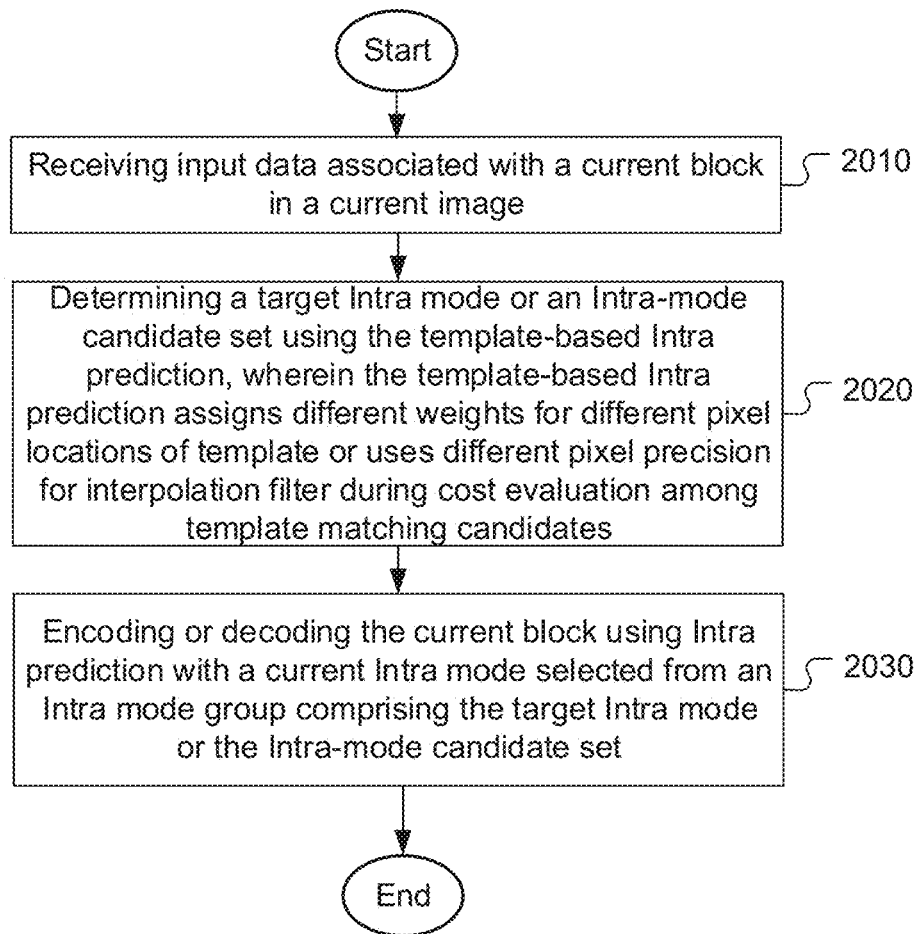 Start
Receiving input data associated with a current block
in a current image
2010
Determining a target Intra mode or an Intra-mode
candidate set using the template-based Intra
prediction, wherein the template-based Intra
prediction assigns different weights for different pixel
locations of template or uses different pixel precision
for interpolation filter during cost evaluation among
template matching candidates
2020
Encoding or decoding the current block using Intra
prediction with a current Intra mode selected from an
Intra mode group comprising the target Intra mode
or the Intra-mode candidate set
2030
End